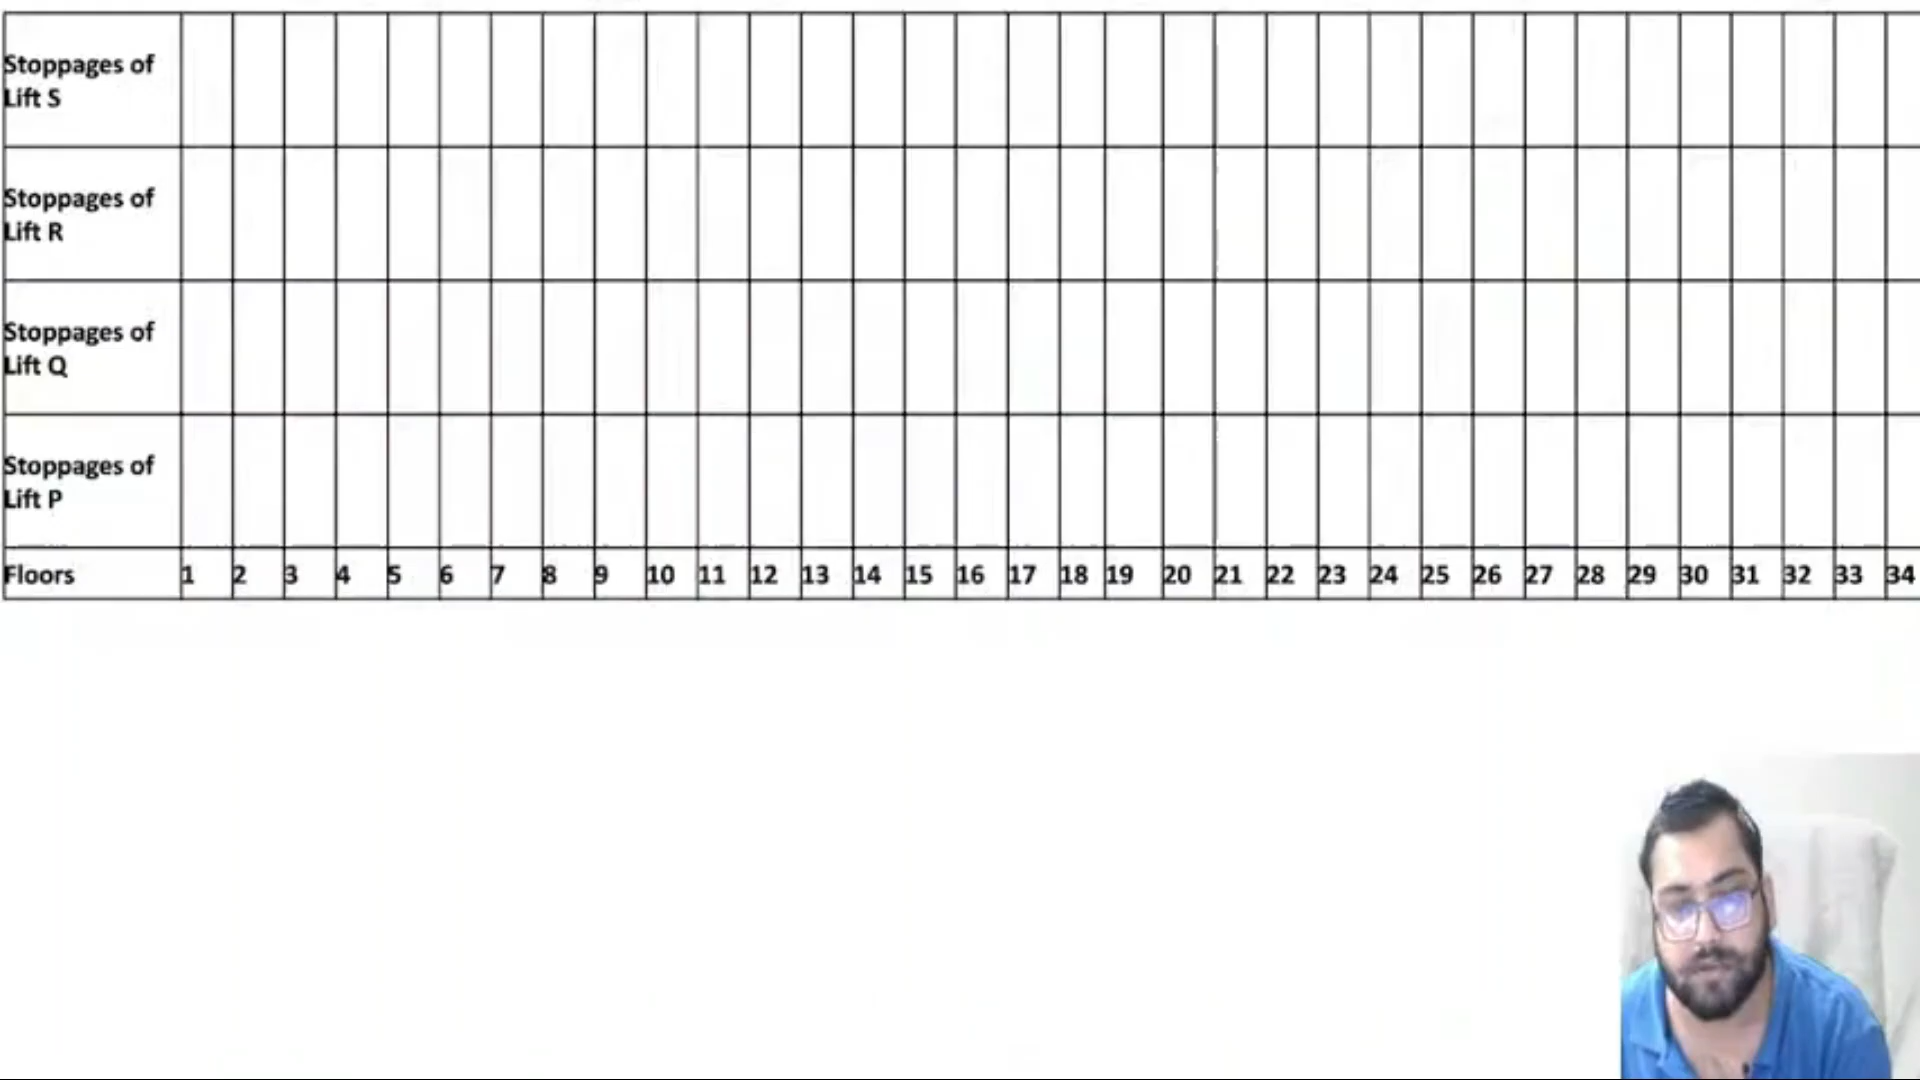 Stoppages of
Lift S
Stoppages of
Lift R
Stoppages of
Lift Q
Stoppages of
Lift P
Floors 1 2 3 4 5 6 7 8 9 10 11 12 13 14 15 16 17 18 19 20 21 22 23 24 25 26 27 28 29 30 31 32 33 34